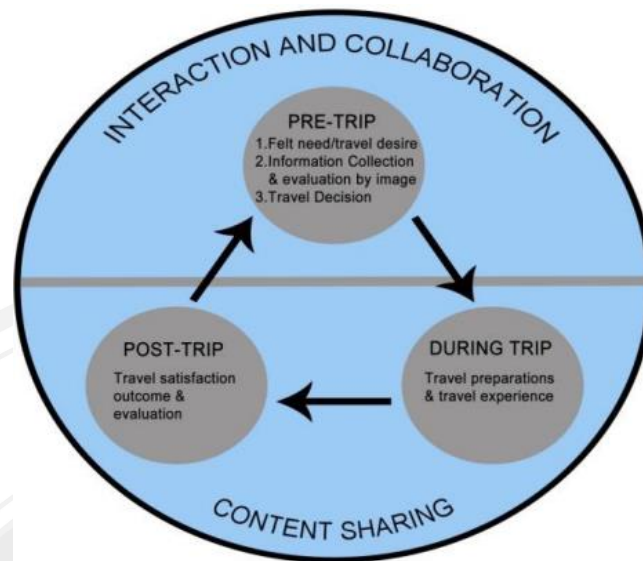 INTERACTION AND COLLABORATION
PRE-TRIP
1.Felt need/travel desire
2.Information Collection
& evaluation by image
3.Travel Decision
POST-TRIP
Travel satisfaction
outcome &
evaluation
DURING TRIP
Travel preparations
& travel experience
CONTENT SHARING